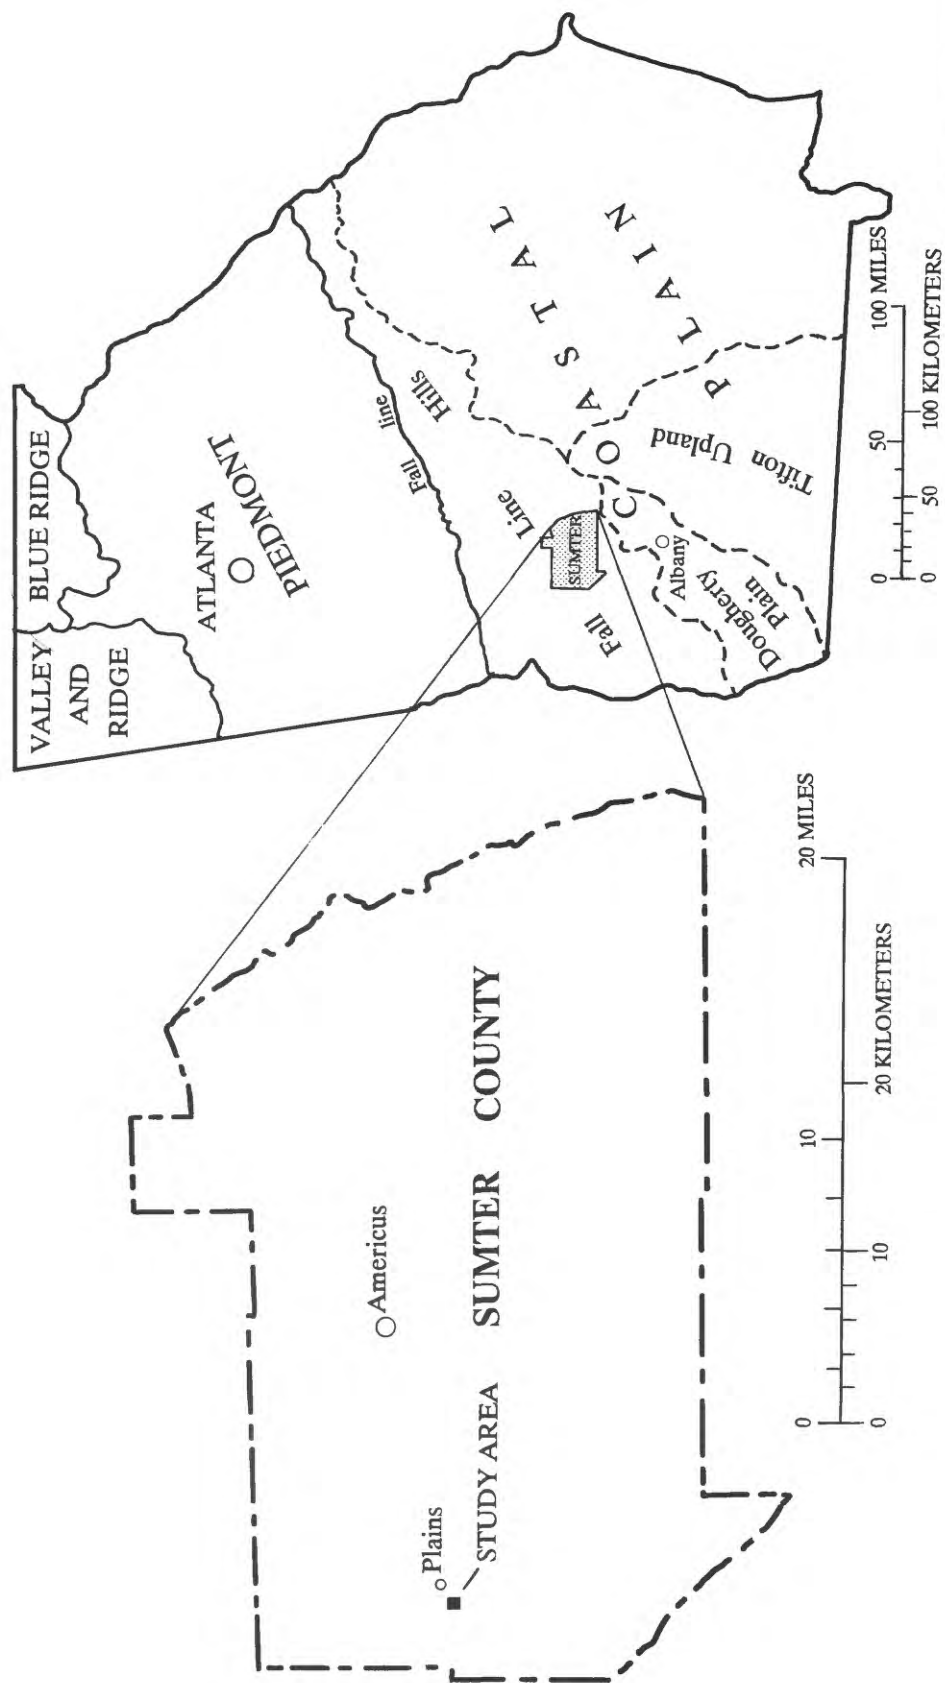 VALLEY
AND
RIDGE
BLUE RIDGE
ATLANTA
PIEDMONT
Fall line
Fall Line Hills
SUMTER
COASTAL
PLAIN
Albany
Dougherty
Plain
Tifton Upland
0 50 100 MILES
0 50 100 KILOMETERS
Plains
STUDY AREA
Americus
SUMTER COUNTY
0 10 20 MILES
0 10 20 KILOMETERS